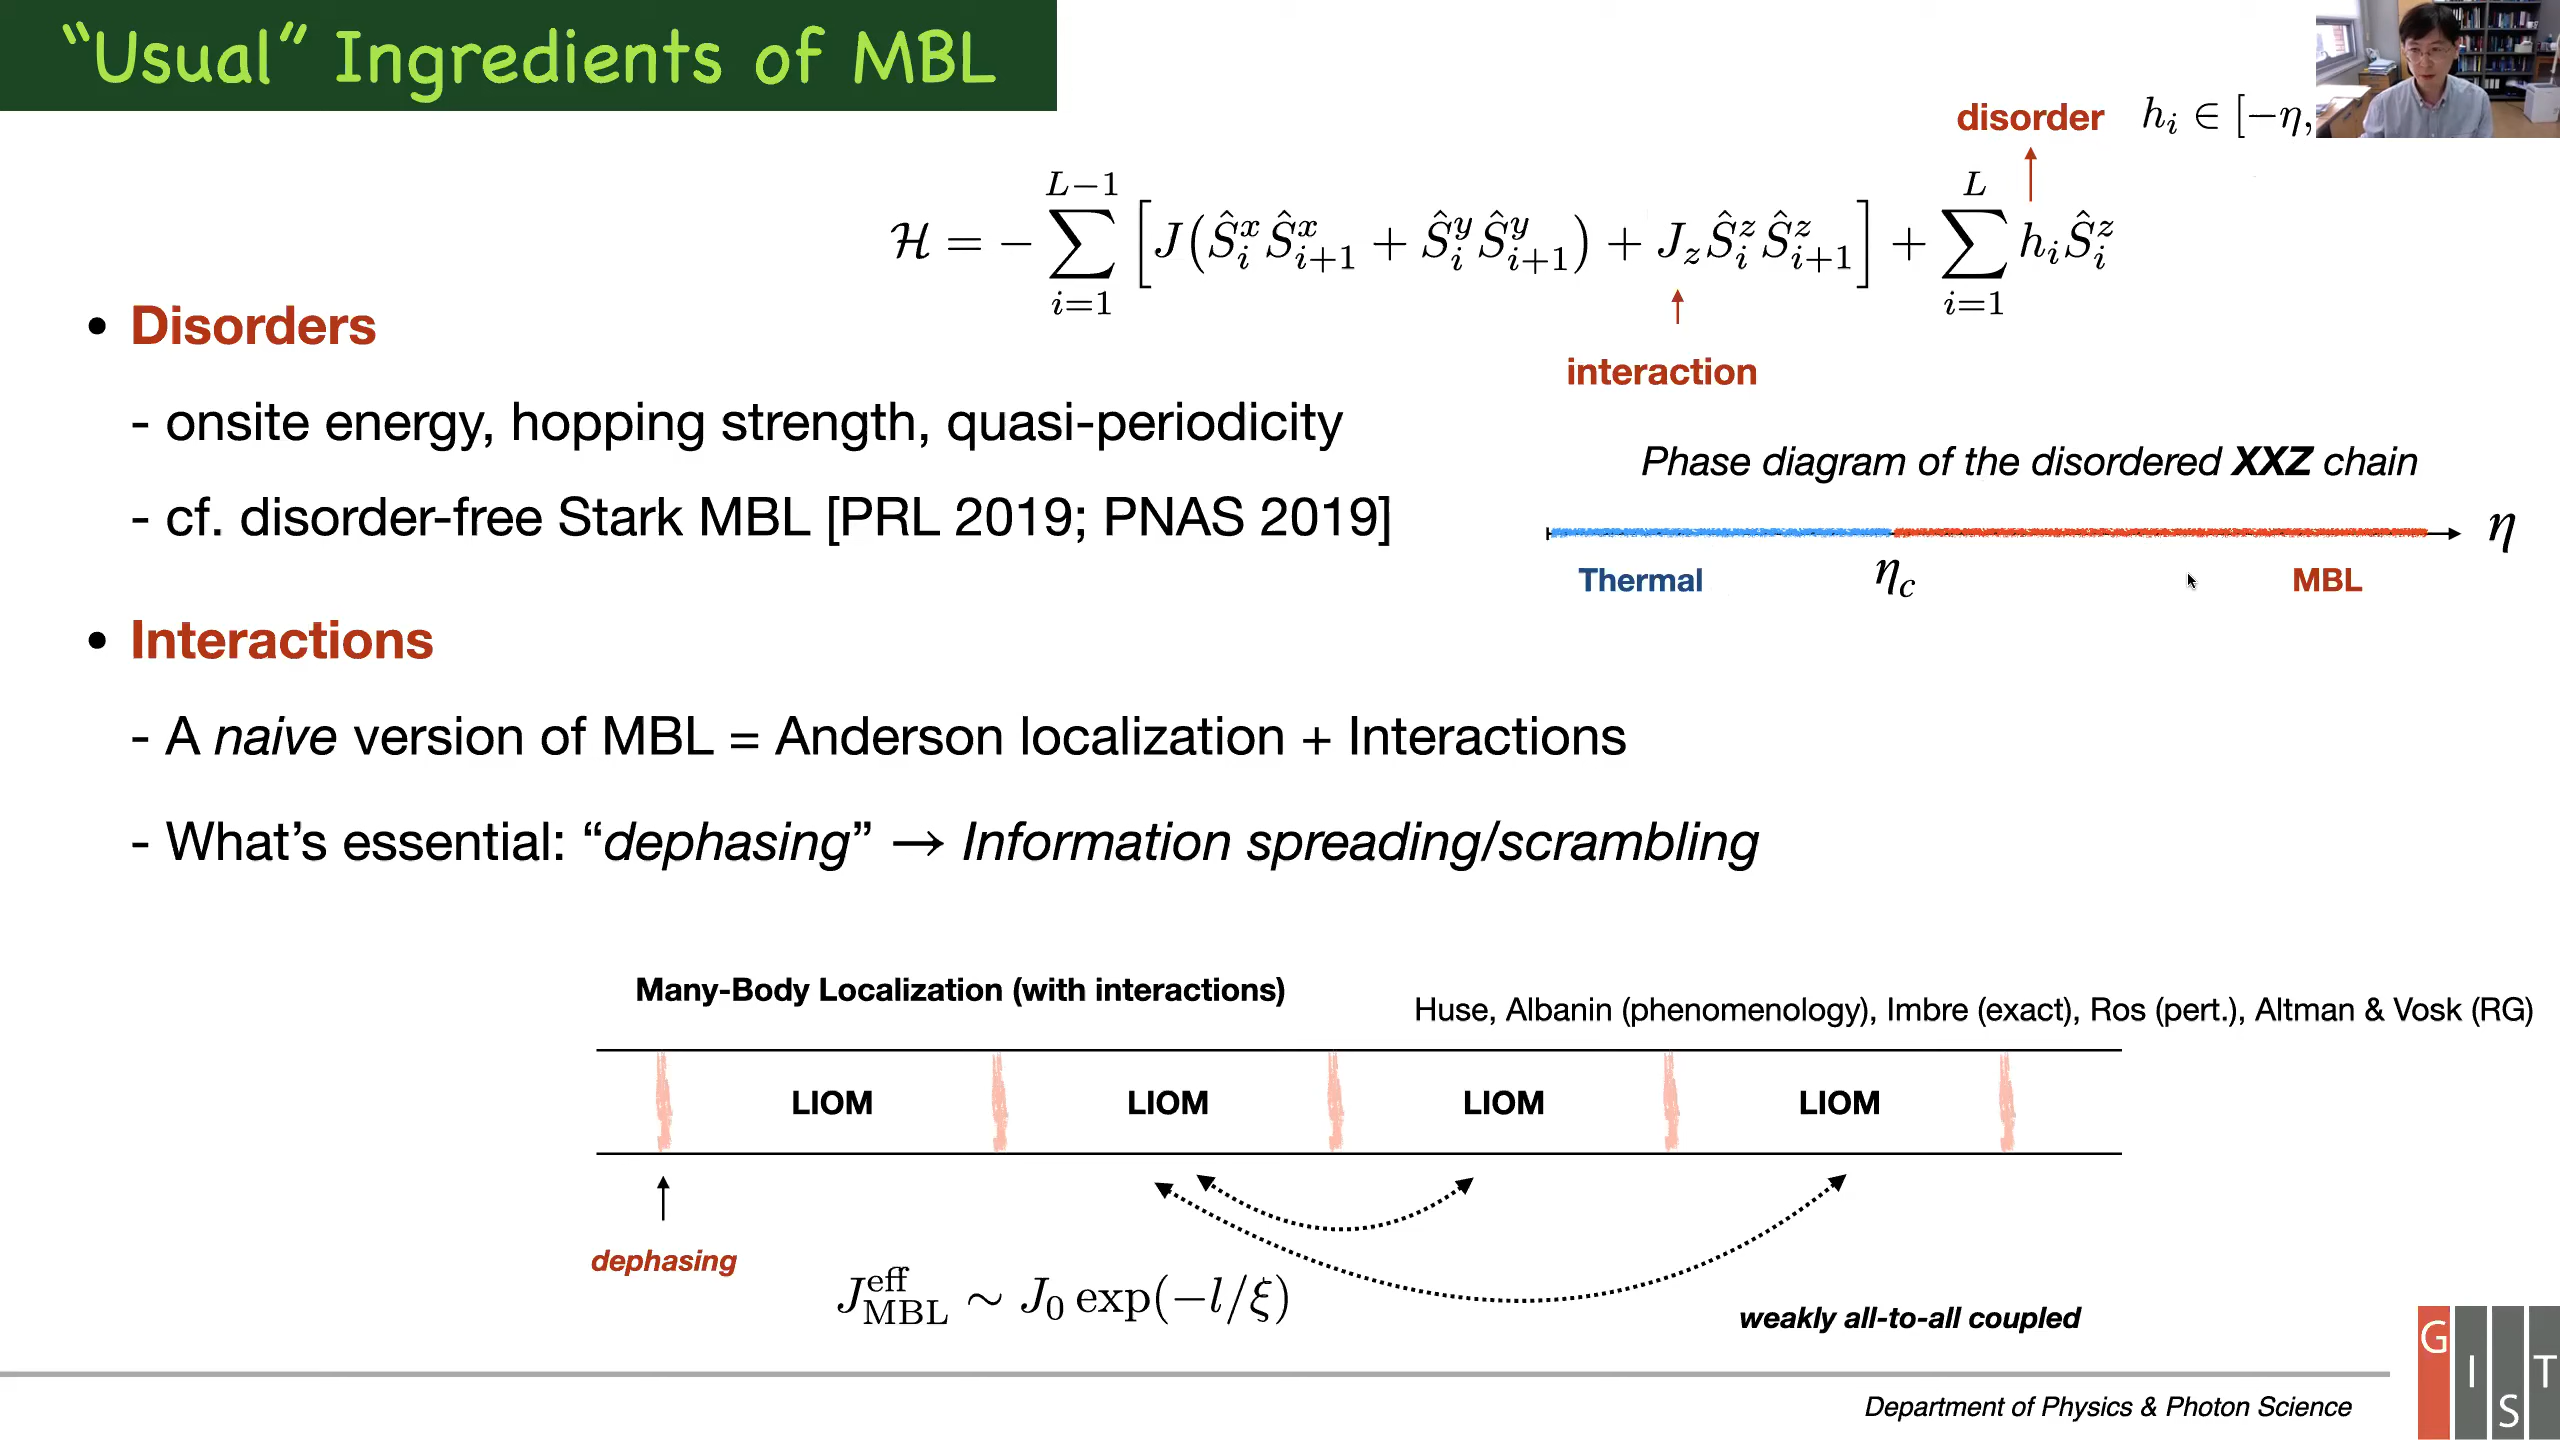 “Usual” Ingredients of MBL
disorder h_i ∈ [−η,
ℋ = − ∑_{i=1}^{L−1} [J(Ŝ_i^x Ŝ_{i+1}^x + Ŝ_i^y Ŝ_{i+1}^y) + J_z Ŝ_i^z Ŝ_{i+1}^z] + ∑_{i=1}^{L} h_i Ŝ_i^z
interaction
• Disorders
- onsite energy, hopping strength, quasi-periodicity
- cf. disorder-free Stark MBL [PRL 2019; PNAS 2019]
Phase diagram of the disordered XXZ chain
η
Thermal η_c MBL
• Interactions
- A naive version of MBL = Anderson localization + Interactions
- What’s essential: “dephasing” → Information spreading/scrambling
Many-Body Localization (with interactions)
Huse, Albanin (phenomenology), Imbre (exact), Ros (pert.), Altman & Vosk (RG)
LIOM LIOM LIOM LIOM
dephasing
J_{MBL}^{eff} ∼ J_0 exp(−l/ξ)
weakly all-to-all coupled
Department of Physics & Photon Science
GIST